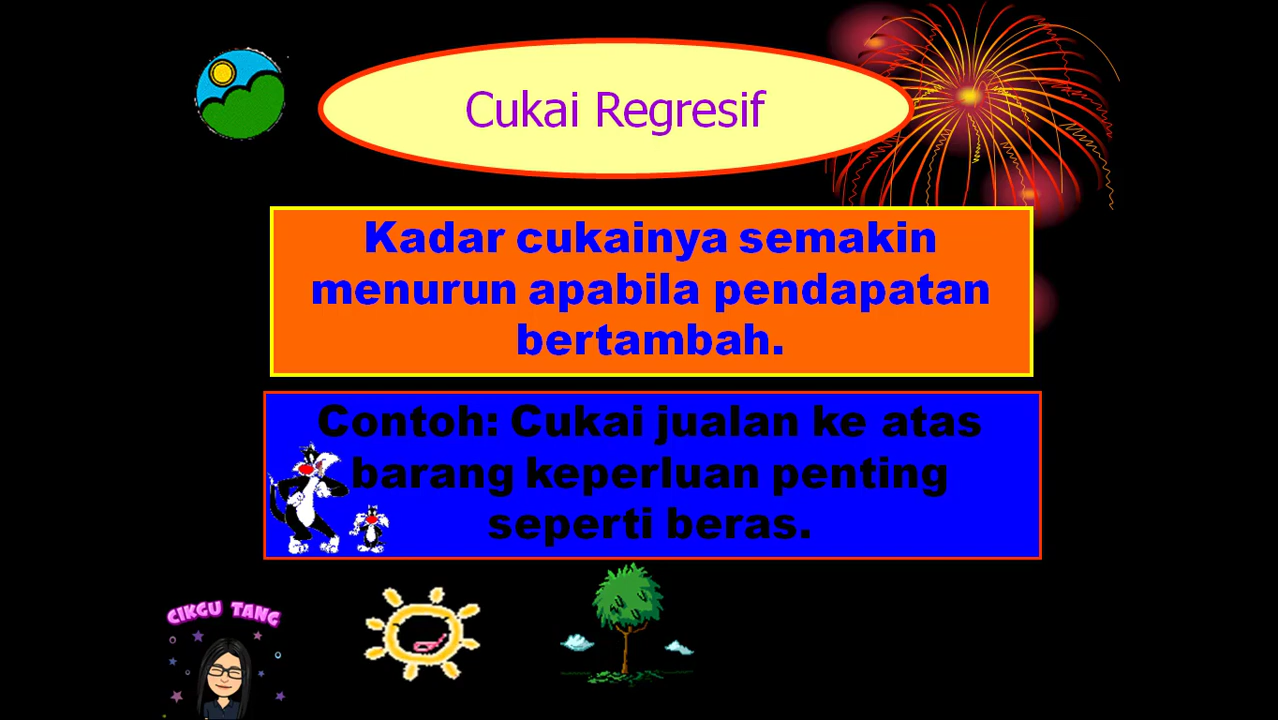 Cukai Regresif
Kadar cukainya semakin
menurun apabila pendapatan
bertambah.
Contoh: Cukai jualan ke atas
barang keperluan penting
seperti beras.
CIKGU TANG